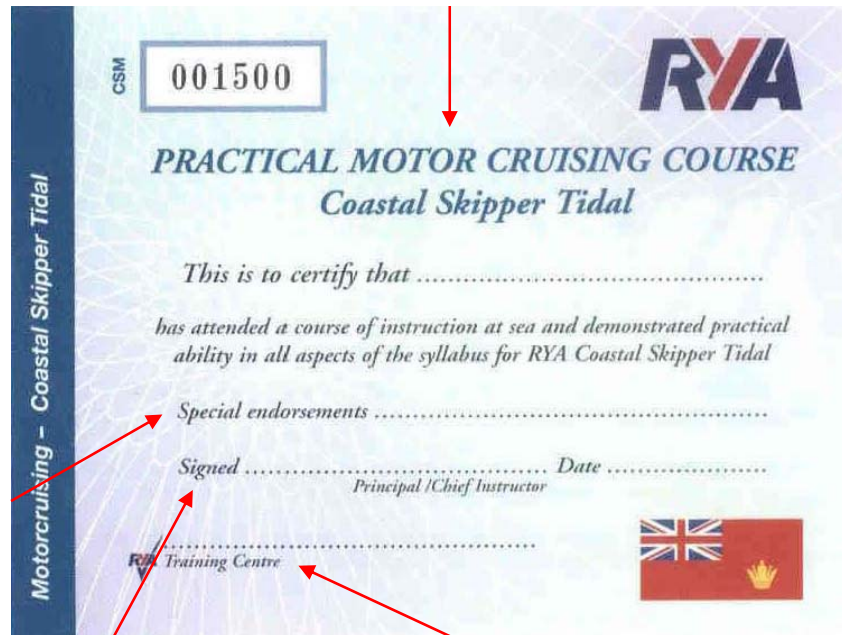 CSM
001500
RYA
PRACTICAL MOTOR CRUISING COURSE
Coastal Skipper Tidal
This is to certify that ..........................................
has attended a course of instruction at sea and demonstrated practical
ability in all aspects of the syllabus for RYA Coastal Skipper Tidal
Special endorsements ..................................................
Signed ...................................... Date ....................
Principal /Chief Instructor
..................................................
RYA Training Centre
Motorcruising – Coastal Skipper Tidal